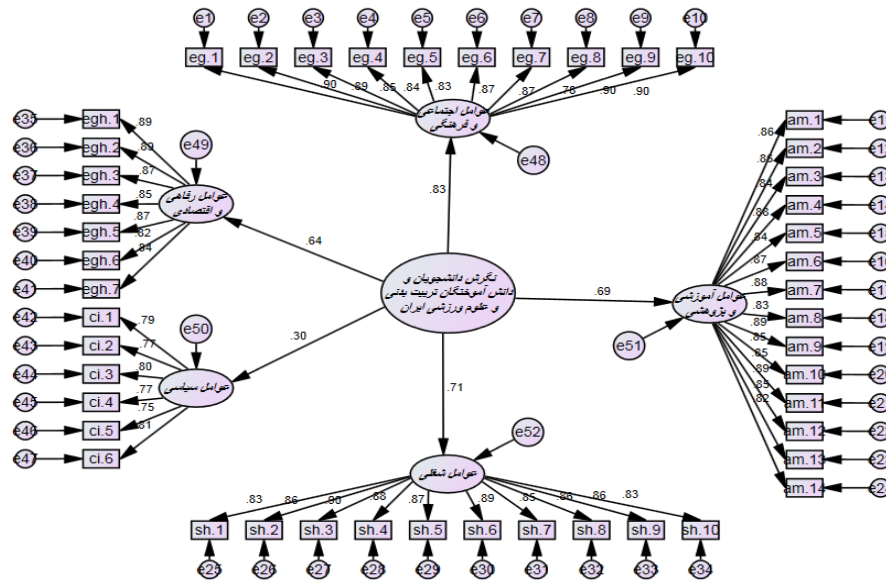 e1 e2 e3 e4 e5 e6 e7 e8 e9 e10
eg.1 eg.2 eg.3 eg.4 eg.5 eg.6 eg.7 eg.8 eg.9 eg.10
.90 .89 .85 .84 .83 .87 .87 .78 .90 .90
عوامل اجتماعی
و فرهنگی
e48
.83
e35 egh.1 .89
e36 egh.2 .89
e37 egh.3 .87
e38 egh.4 .85
e39 egh.5 .87
e40 egh.6 .82
e41 egh.7 .84
e49
عوامل رفاهی
و اقتصادی
.64
نگرش دانشجویان و
دانش آموختگان تربیت بدنی
و علوم ورزشی ایران
.69
عوامل آموزشی
و پژوهشی
e51
am.1 .86
am.2 .85
am.3 .84
am.4 .88
am.5 .84
am.6 .87
am.7 .88
am.8 .83
am.9 .89
am.10 .85
am.11 .89
am.12 .85
am.13 .82
am.14
e42 ci.1 .79
e43 ci.2 .77
e44 ci.3 .80
e45 ci.4 .77
e46 ci.5 .75
e47 ci.6 .81
e50
عوامل سیاسی
.30
.71
e52
عوامل شغلی
.83 .86 .90 .88 .87 .89 .85 .86 .86 .83
sh.1 sh.2 sh.3 sh.4 sh.5 sh.6 sh.7 sh.8 sh.9 sh.10
e25 e26 e27 e28 e29 e30 e31 e32 e33 e34